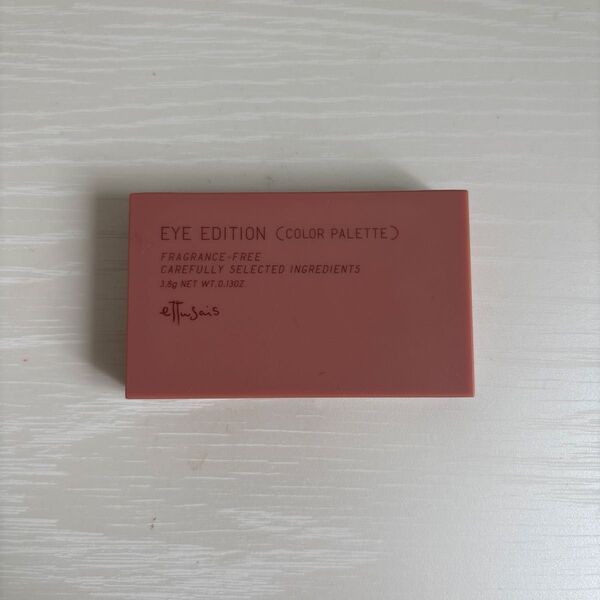 EYE EDITION (COLOR PALETTE)
FRAGRANCE-FREE
CAREFULLY SELECTED INGREDIENTS
3.8g NET WT.0.13OZ.
ettusais